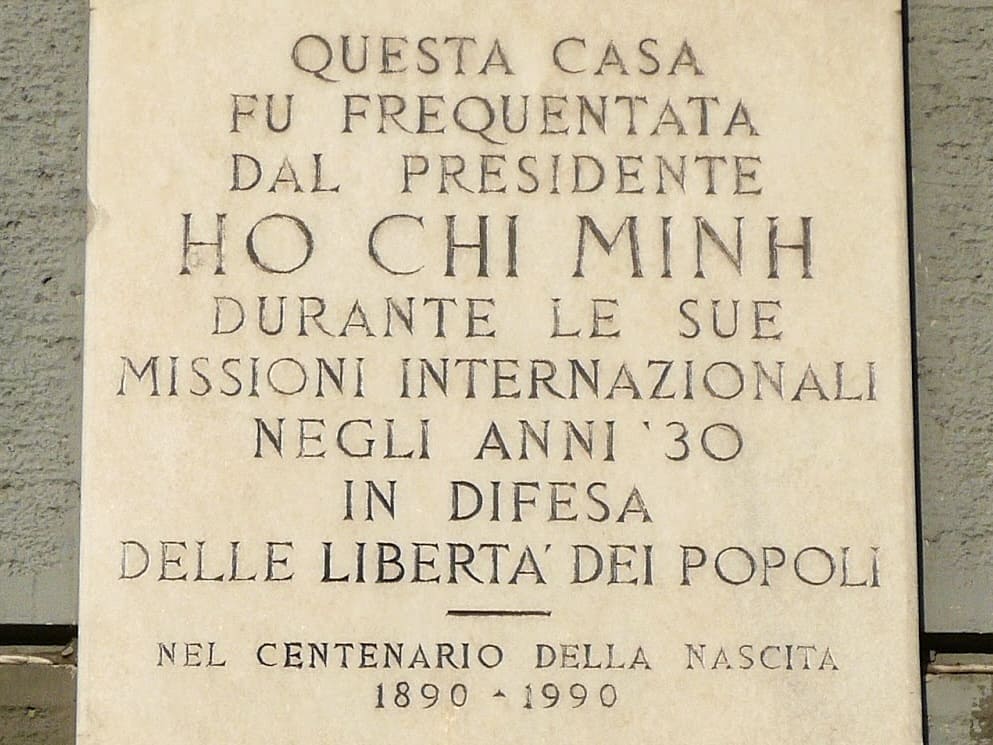 QUESTA CASA
FU FREQUENTATA
DAL PRESIDENTE
HO CHI MINH
DURANTE LE SUE
MISSIONI INTERNAZIONALI
NEGLI ANNI '30
IN DIFESA
DELLE LIBERTA' DEI POPOLI
NEL CENTENARIO DELLA NASCITA
1890 - 1990